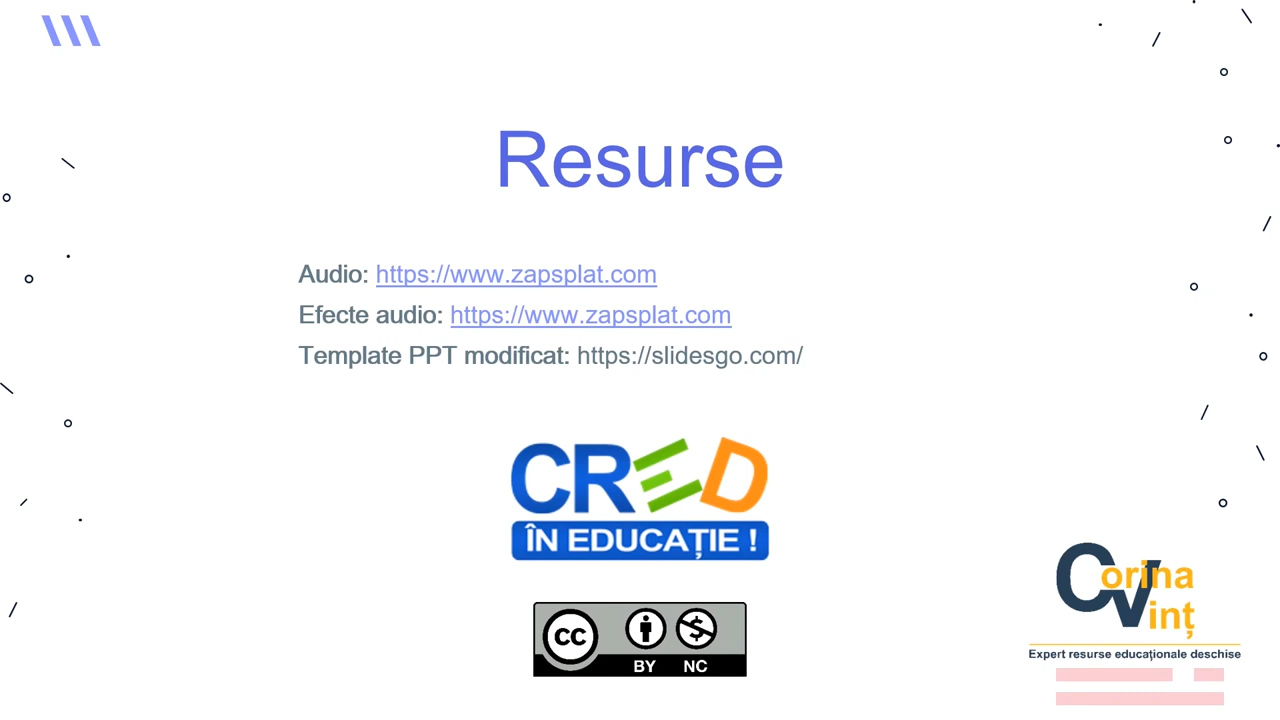 Resurse
Audio: https://www.zapsplat.com
Efecte audio: https://www.zapsplat.com
Template PPT modificat: https://slidesgo.com/
CRED
ÎN EDUCAȚIE !
CC
BY NC
Corina
Vinț
Expert resurse educaționale deschise